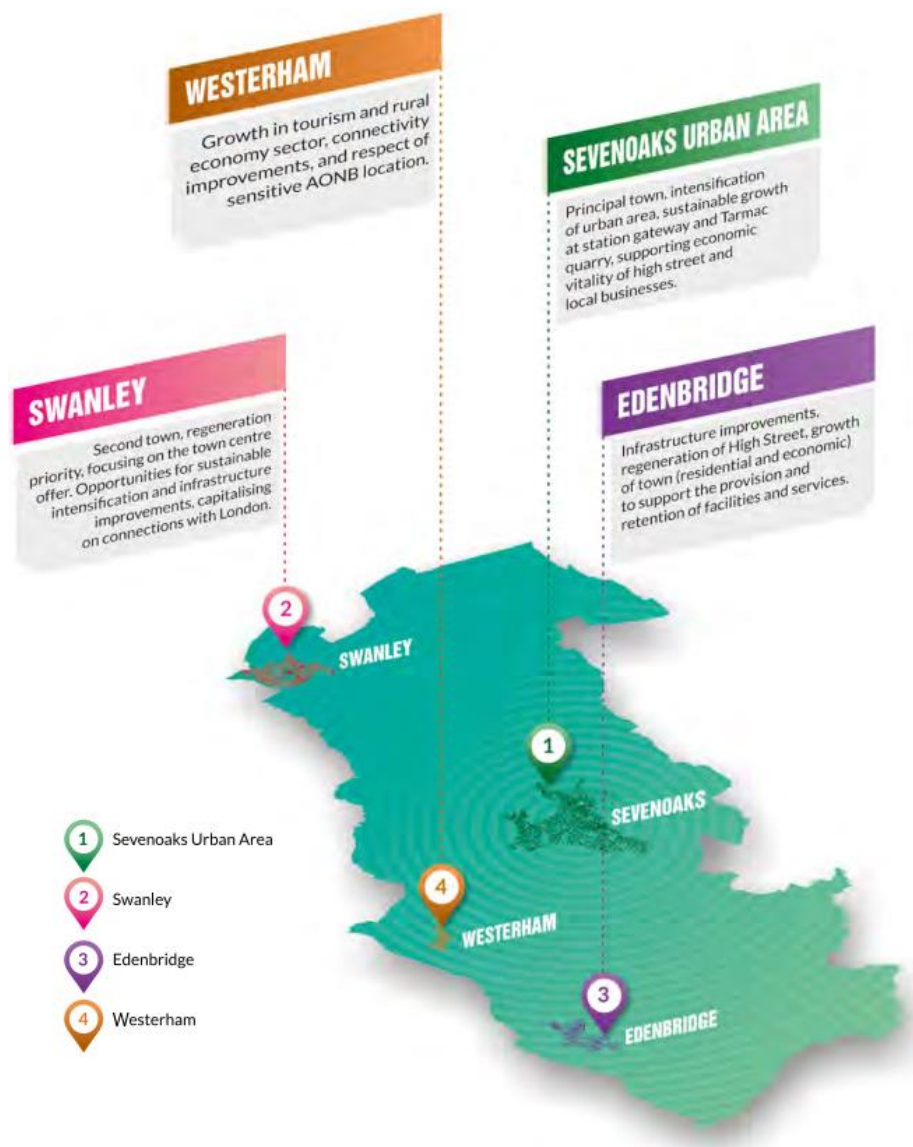 WESTERHAM
Growth in tourism and rural
economy sector, connectivity
improvements, and respect of
sensitive AONB location.
SEVENOAKS URBAN AREA
Principal town, intensification
of urban area, sustainable growth
at station gateway and Tarmac
quarry, supporting economic
vitality of high street and
local businesses.
SWANLEY
Second town, regeneration
priority, focusing on the town centre
offer. Opportunities for sustainable
intensification and infrastructure
improvements, capitalising
on connections with London.
EDENBRIDGE
Infrastructure improvements,
regeneration of High Street, growth
of town (residential and economic)
to support the provision and
retention of facilities and services.
2
SWANLEY
1
SEVENOAKS
4
WESTERHAM
3
EDENBRIDGE
1 Sevenoaks Urban Area
2 Swanley
3 Edenbridge
4 Westerham